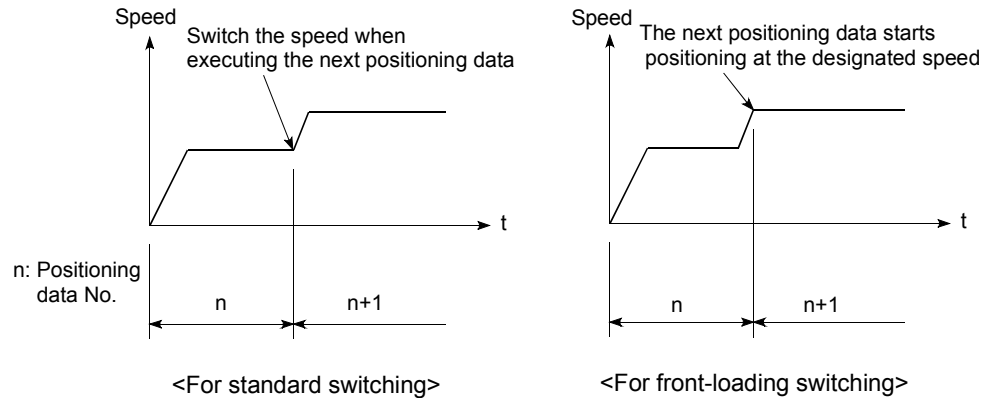 Speed
Switch the speed when
executing the next positioning data
t
n: Positioning
data No.
n
n+1
<For standard switching>
Speed
The next positioning data starts
positioning at the designated speed
t
n
n+1
<For front-loading switching>